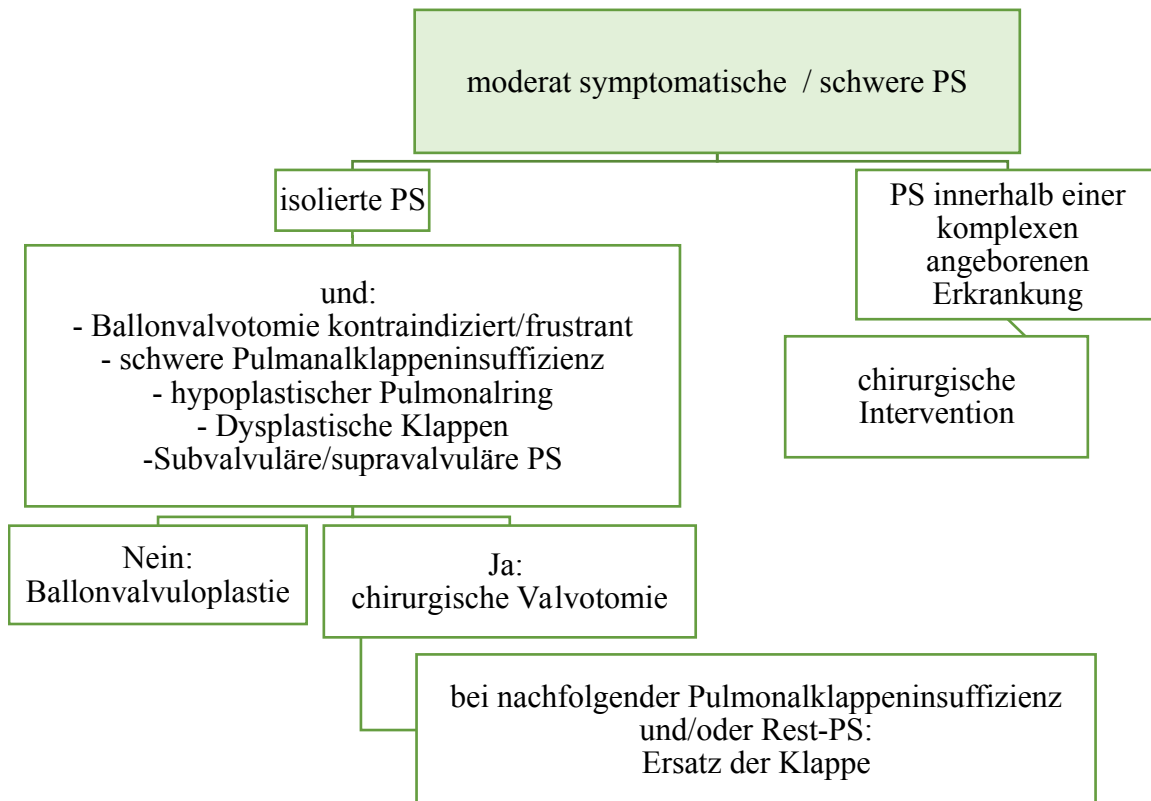 moderat symptomatische / schwere PS
isolierte PS
PS innerhalb einer
komplexen
angeborenen
Erkrankung
und:
- Ballonvalvotomie kontraindiziert/frustrant
- schwere Pulmanalklappeninsuffizienz
- hypoplastischer Pulmonalring
- Dysplastische Klappen
-Subvalvuläre/supravalvuläre PS
chirurgische
Intervention
Nein:
Ballonvalvuloplastie
Ja:
chirurgische Valvotomie
bei nachfolgender Pulmonalklappeninsuffizienz
und/oder Rest-PS:
Ersatz der Klappe